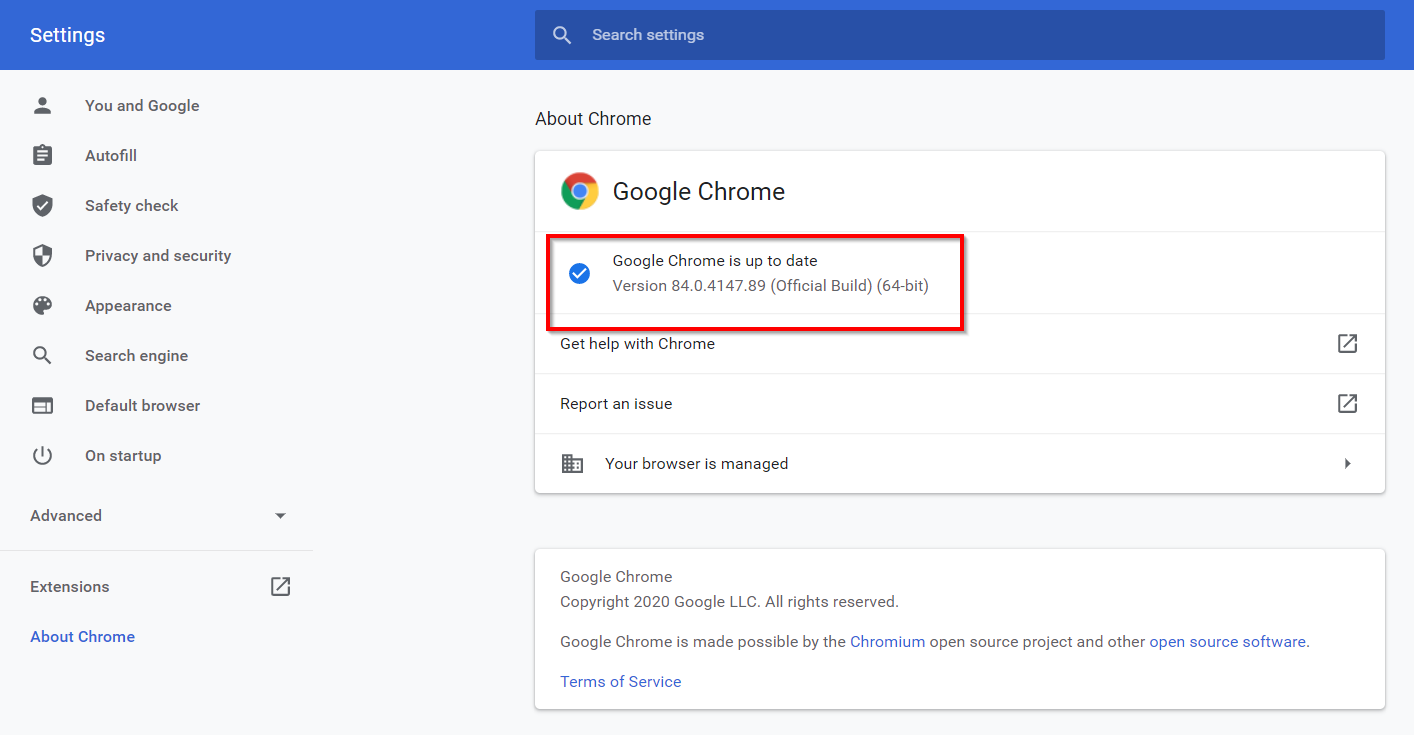 Settings
Search settings
You and Google
Autofill
Safety check
Privacy and security
Appearance
Search engine
Default browser
On startup
Advanced
Extensions
About Chrome
About Chrome
Google Chrome
Google Chrome is up to date
Version 84.0.4147.89 (Official Build) (64-bit)
Get help with Chrome
Report an issue
Your browser is managed
Google Chrome
Copyright 2020 Google LLC. All rights reserved.
Google Chrome is made possible by the Chromium open source project and other open source software.
Terms of Service